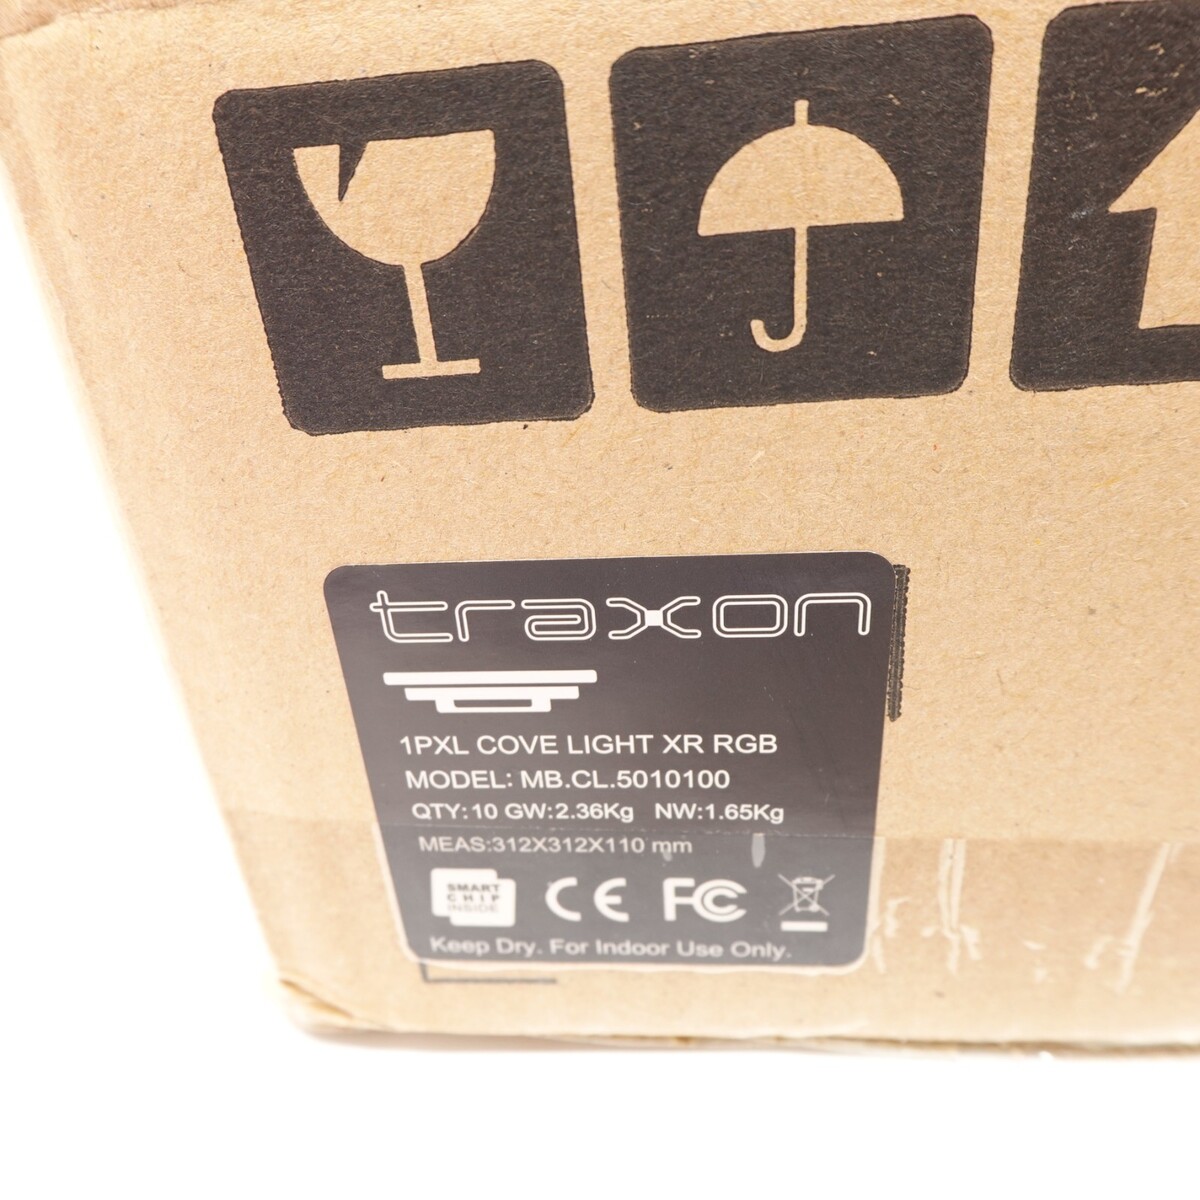 traxon
1PXL COVE LIGHT XR RGB
MODEL: MB.CL.5010100
QTY: 10 GW:2.36Kg NW:1.65Kg
MEAS:312X312X110 mm
SMART
CHIP
INSIDE
CE FC
Keep Dry. For Indoor Use Only.